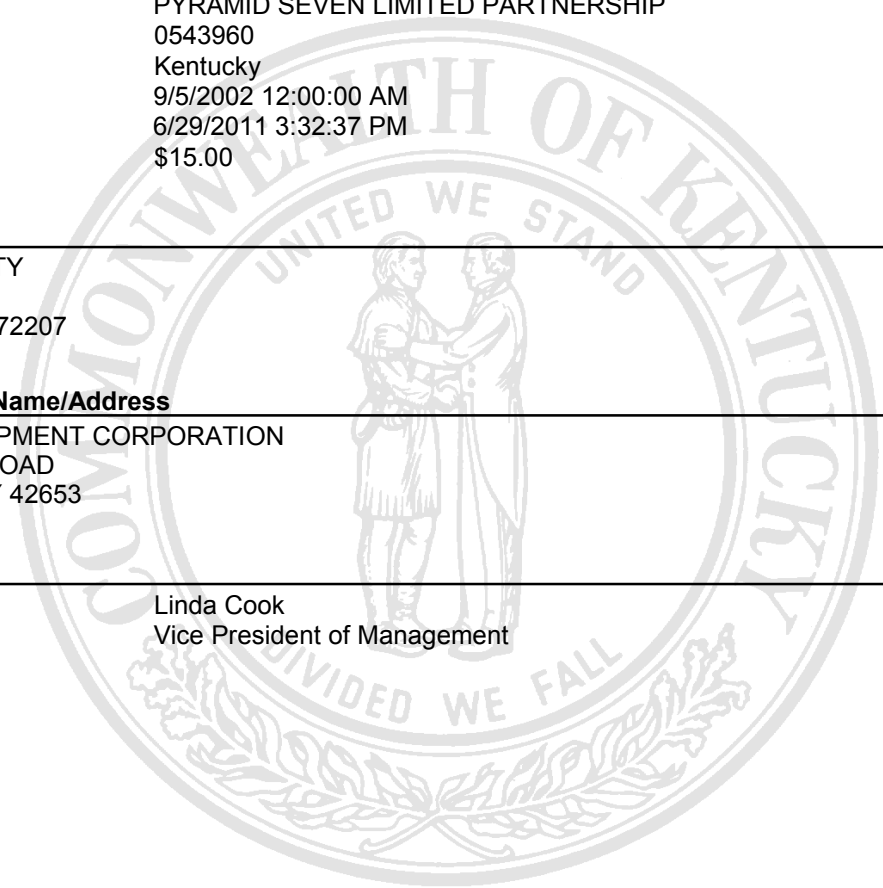 PYRAMID SEVEN LIMITED PARTNERSHIP
0543960
Kentucky
9/5/2002 12:00:00 AM
6/29/2011 3:32:37 PM
$15.00
COMMONWEALTH OF KENTUCKY
UNITED WE STAND
TY
72207
Name/Address
PMENT CORPORATION
OAD
42653
Linda Cook
Vice President of Management
DIVIDED WE FALL